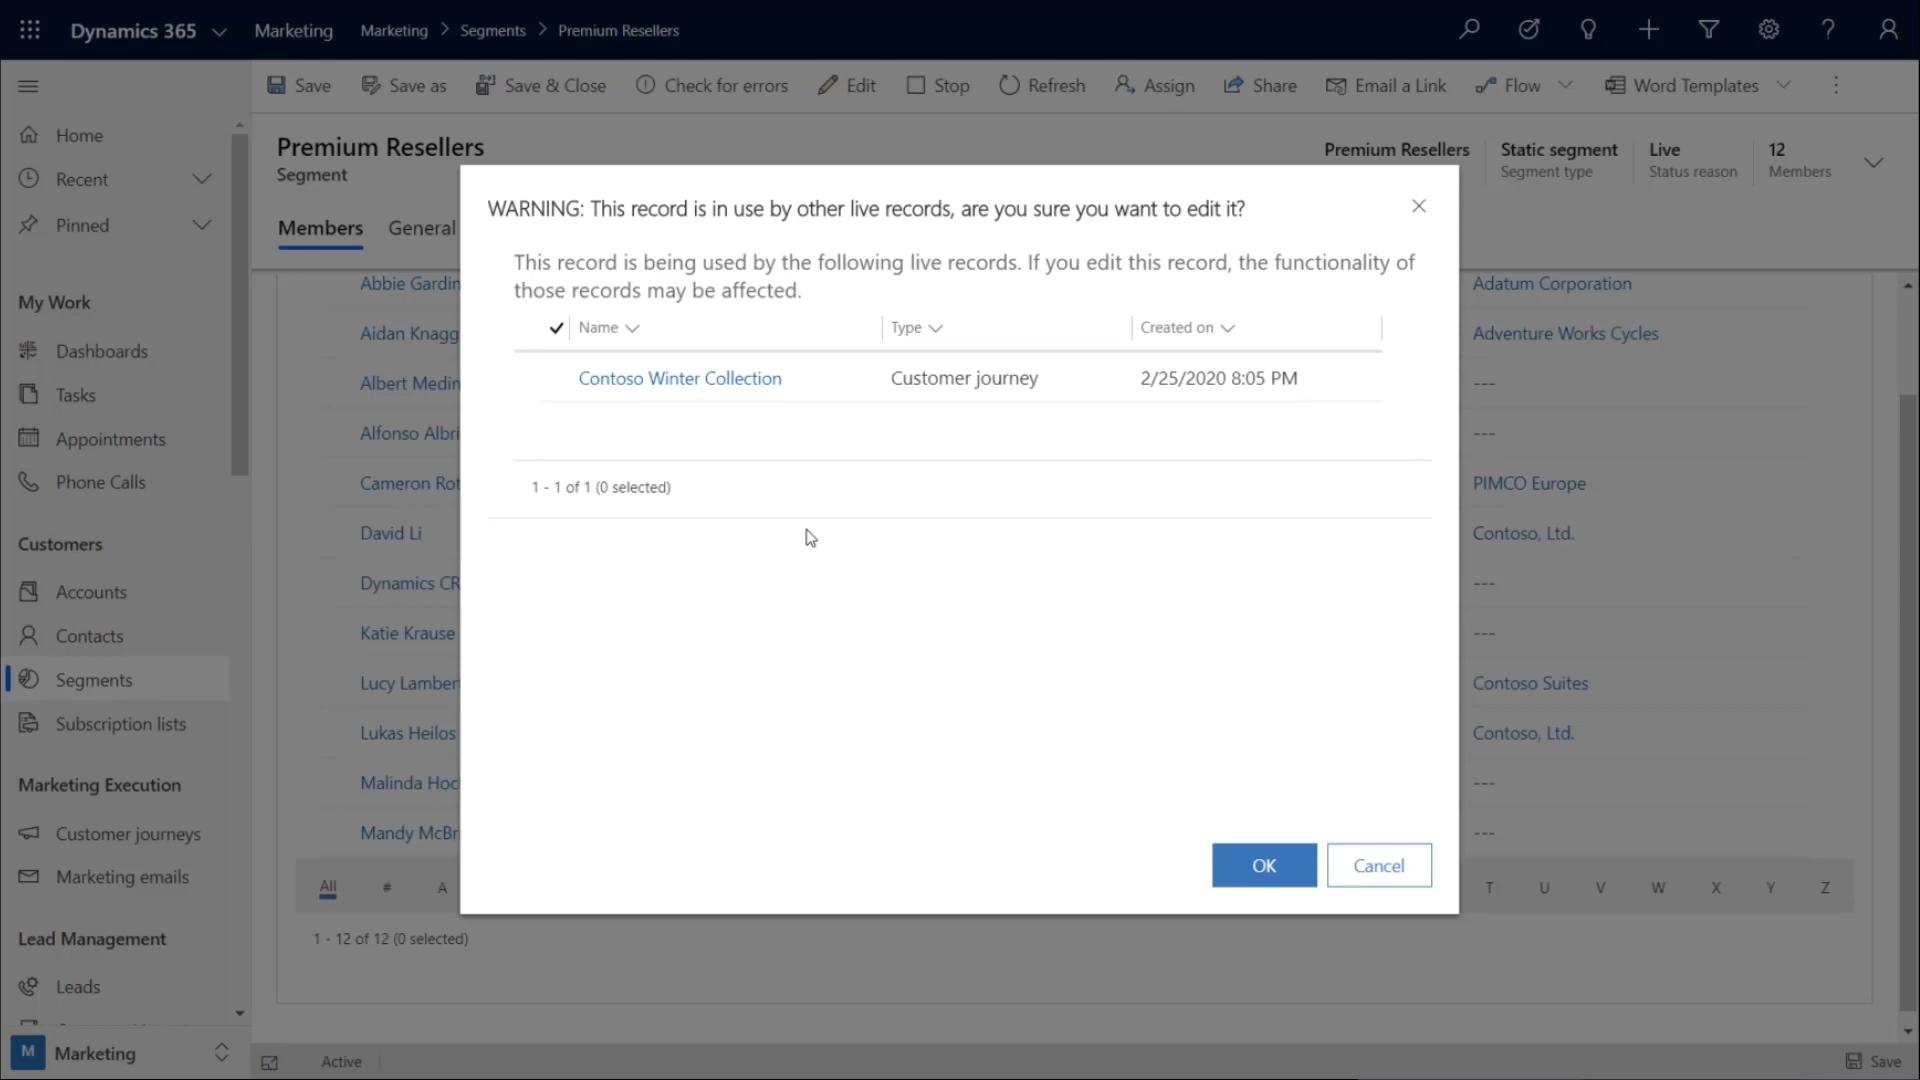 Dynamics 365
Marketing
Marketing > Segments > Premium Resellers
Save
Save as
Save & Close
Check for errors
Edit
Stop
Refresh
Assign
Share
Email a Link
Flow
Word Templates
Home
Recent
Pinned
My Work
Dashboards
Tasks
Appointments
Phone Calls
Customers
Accounts
Contacts
Segments
Subscription lists
Marketing Execution
Customer journeys
Marketing emails
Lead Management
Leads
M
Marketing
Premium Resellers
Segment
Premium Resellers
Static segment
Segment type
Live
Status reason
12
Members
Members
General
Abbie Gardin
Adatum Corporation
Aidan Knagg
Adventure Works Cycles
Albert Medin
---
Alfonso Albri
---
Cameron Rot
PIMCO Europe
David Li
Contoso, Ltd.
Dynamics CR
---
Katie Krause
---
Lucy Lambert
Contoso Suites
Lukas Heilos
Contoso, Ltd.
Malinda Hoc
---
Mandy McBr
---
All # A
T U V W X Y Z
1 - 12 of 12 (0 selected)
Active
Save
WARNING: This record is in use by other live records, are you sure you want to edit it?
This record is being used by the following live records. If you edit this record, the functionality of
those records may be affected.
Name
Type
Created on
Contoso Winter Collection
Customer journey
2/25/2020 8:05 PM
1 - 1 of 1 (0 selected)
OK
Cancel